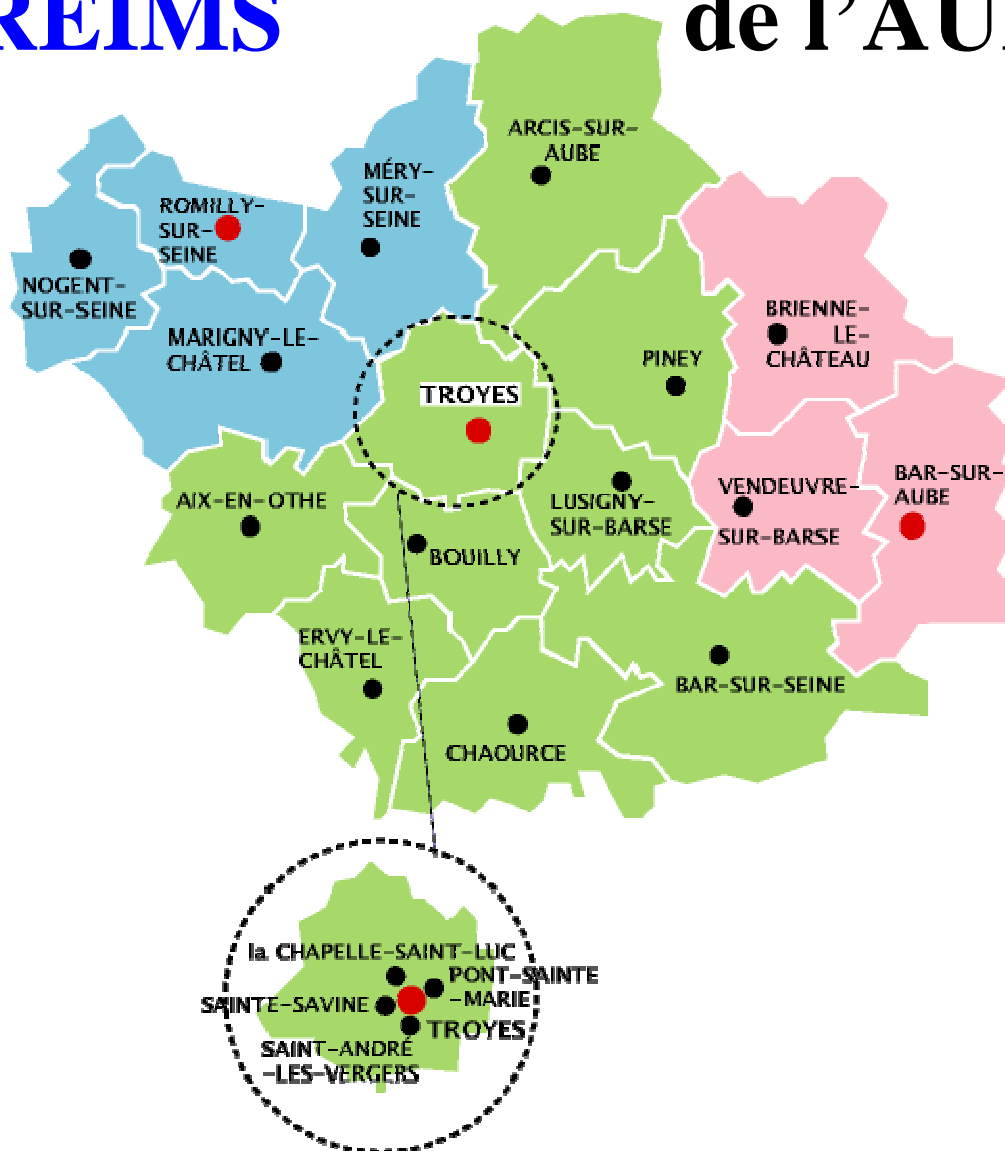 REIMS
de l'AU
ARCIS-SUR-
AUBE
MÉRY-
SUR-
SEINE
ROMILLY-
SUR-
SEINE
NOGENT-
SUR-SEINE
MARIGNY-LE-
CHÂTEL
BRIENNE-
LE-
CHÂTEAU
PINEY
TROYES
BAR-SUR-
AUBE
VENDEUVRE-
SUR-BARSE
LUSIGNY-
SUR-BARSE
AIX-EN-OTHE
BOUILLY
ERVY-LE-
CHÂTEL
BAR-SUR-SEINE
CHAOURCE
la CHAPELLE-SAINT-LUC
PONT-SAINTE
-MARIE
SAINTE-SAVINE
TROYES
SAINT-ANDRÉ
-LES-VERGERS